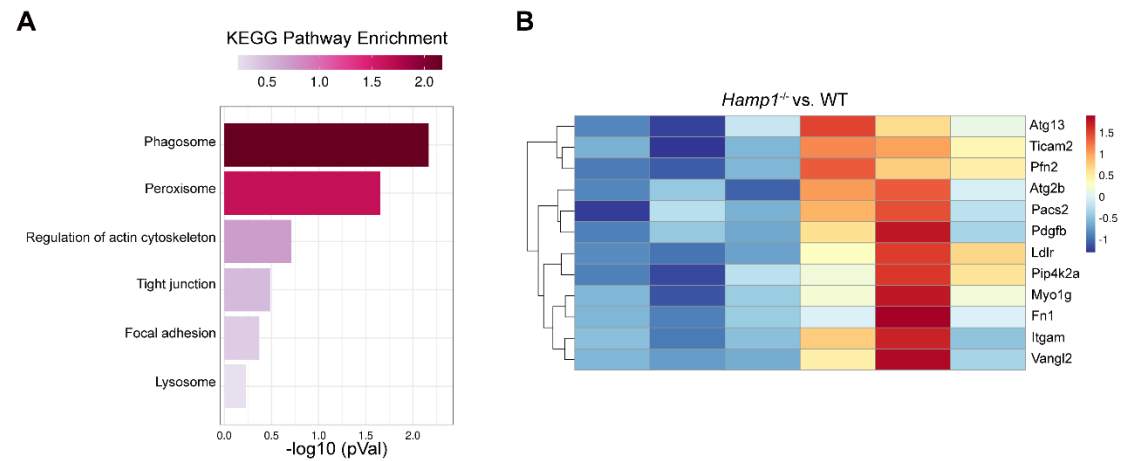 A
KEGG Pathway Enrichment
0.5 1.0 1.5 2.0
Phagosome
Peroxisome
Regulation of actin cytoskeleton
Tight junction
Focal adhesion
Lysosome
0.0 0.5 1.0 1.5 2.0
-log10 (pVal)
B
Hamp1-/- vs. WT
Atg13
Ticam2
Pfn2
Atg2b
Pacs2
Pdgfb
Ldlr
Pip4k2a
Myo1g
Fn1
Itgam
Vangl2
1.5
1
0.5
0
-0.5
-1